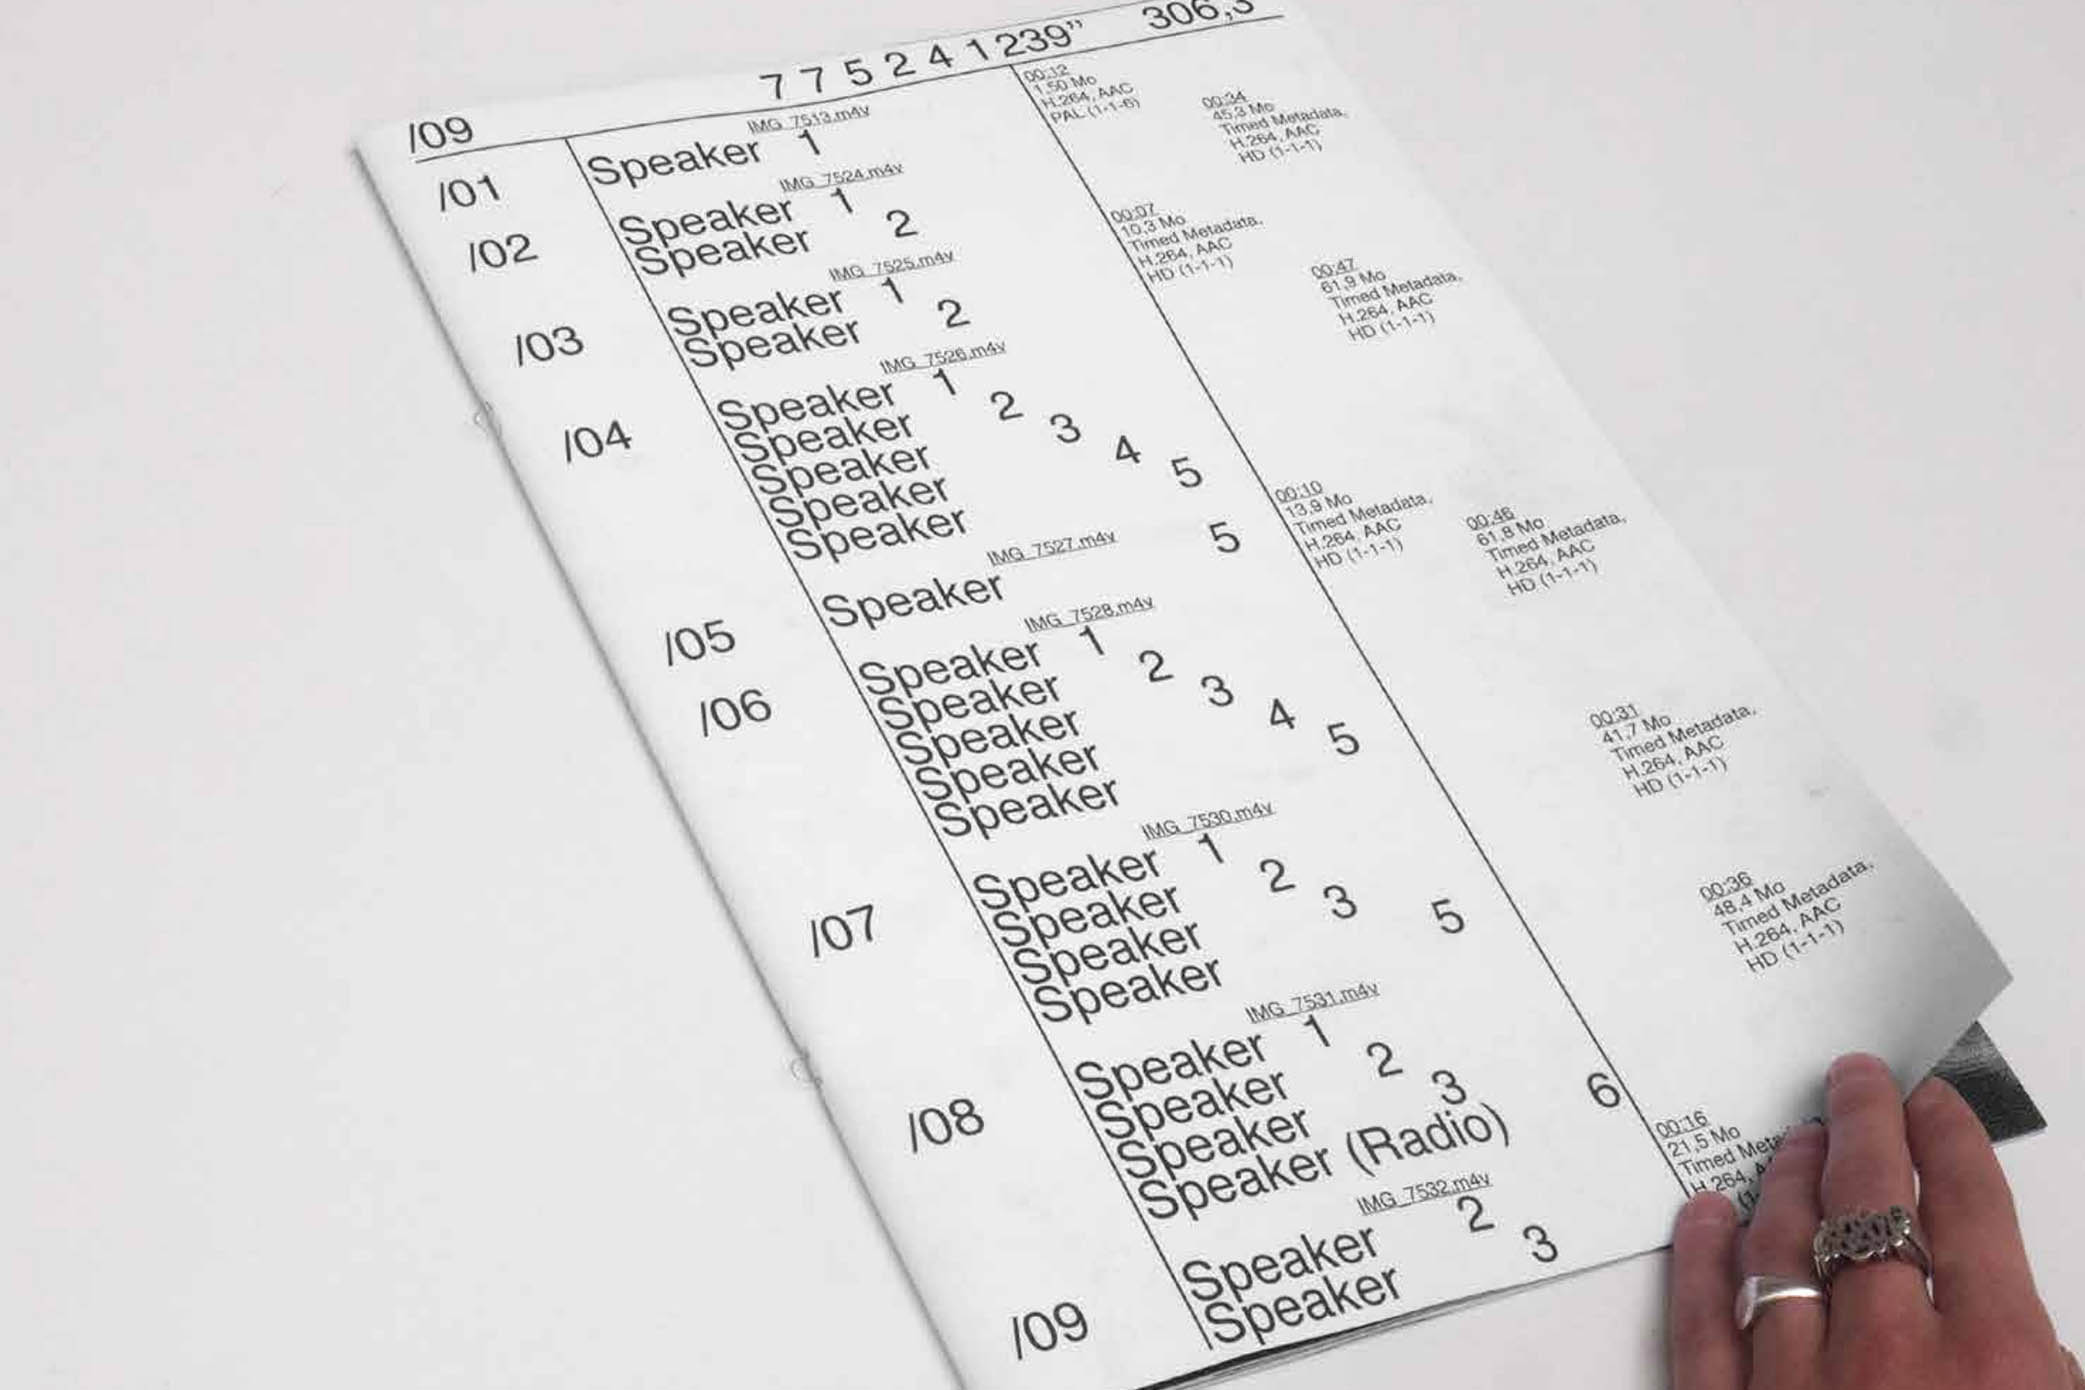 /09 7 7 5 2 4 1 239” 306,3
/01
IMG_7513.m4v
Speaker 1
00:12
1,50 Mo
H.264, AAC
PAL (1-1-6)
/02
IMG_7524.m4v
Speaker 1
Speaker 2
00:34
45,3 Mo
Timed Metadata,
H.264, AAC
HD (1-1-1)
/03
IMG_7525.m4v
Speaker 1
Speaker 2
00:07
10,3 Mo
Timed Metadata,
H.264, AAC
HD (1-1-1)
/04
IMG_7526.m4v
Speaker 1
Speaker 2
Speaker 3
Speaker 4
Speaker 5
00:47
61,9 Mo
Timed Metadata,
H.264, AAC
HD (1-1-1)
/05
IMG_7527.m4v
Speaker 5
00:10
13,9 Mo
Timed Metadata,
H.264, AAC
HD (1-1-1)
/06
IMG_7528.m4v
Speaker 1
Speaker 2
Speaker 3
Speaker 4
Speaker 5
00:46
61,8 Mo
Timed Metadata,
H.264, AAC
HD (1-1-1)
/07
IMG_7530.m4v
Speaker 1
Speaker 2
Speaker 3
Speaker 5
00:31
41,7 Mo
Timed Metadata,
H.264, AAC
HD (1-1-1)
/08
IMG_7531.m4v
Speaker 1
Speaker 2
Speaker 3
Speaker (Radio) 6
00:36
48,4 Mo
Timed Metadata,
H.264, AAC
HD (1-1-1)
/09
IMG_7532.m4v
Speaker 2
Speaker 3
00:16
21,5 Mo
Timed
H.264,